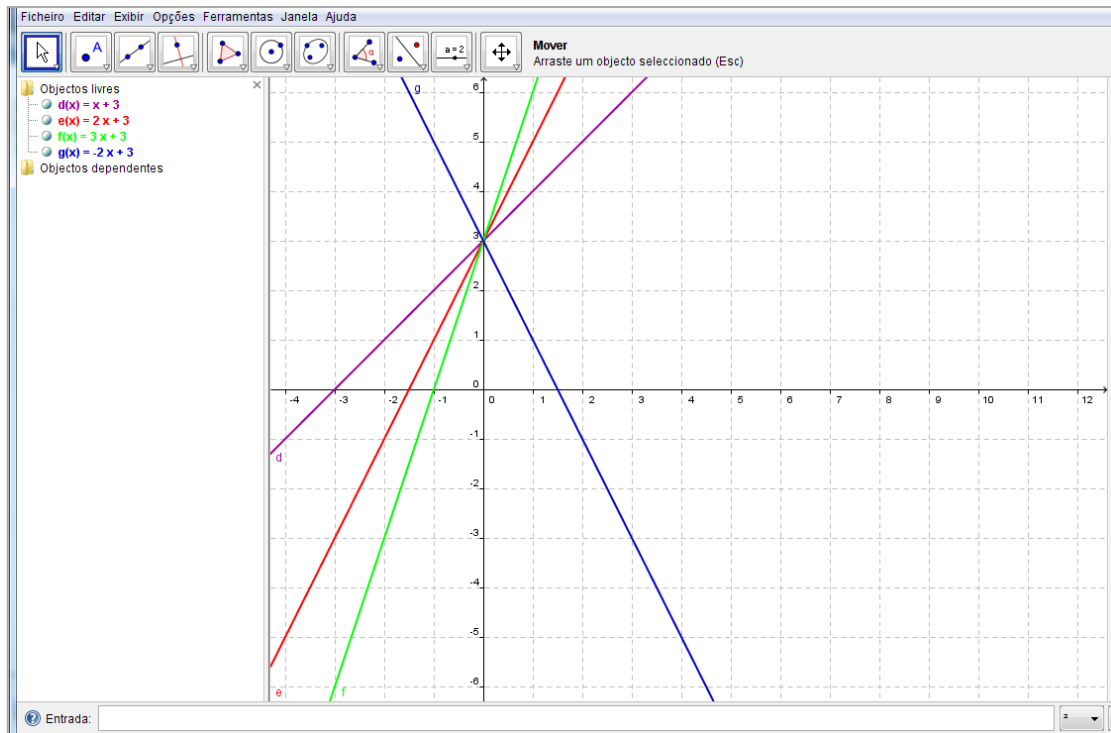 Ficheiro Editar Exibir Opções Ferramentas Janela Ajuda
A
α
a = 2
Mover
Arraste um objecto seleccionado (Esc)
Objectos livres
d(x) = x + 3
e(x) = 2 x + 3
f(x) = 3 x + 3
g(x) = -2 x + 3
Objectos dependentes
g
6
5
4
3
2
1
0
-4 -3 -2 -1 0 1 2 3 4 5 6 7 8 9 10 11 12
-1
d
-2
-3
-4
-5
-6
e f
Entrada:
²